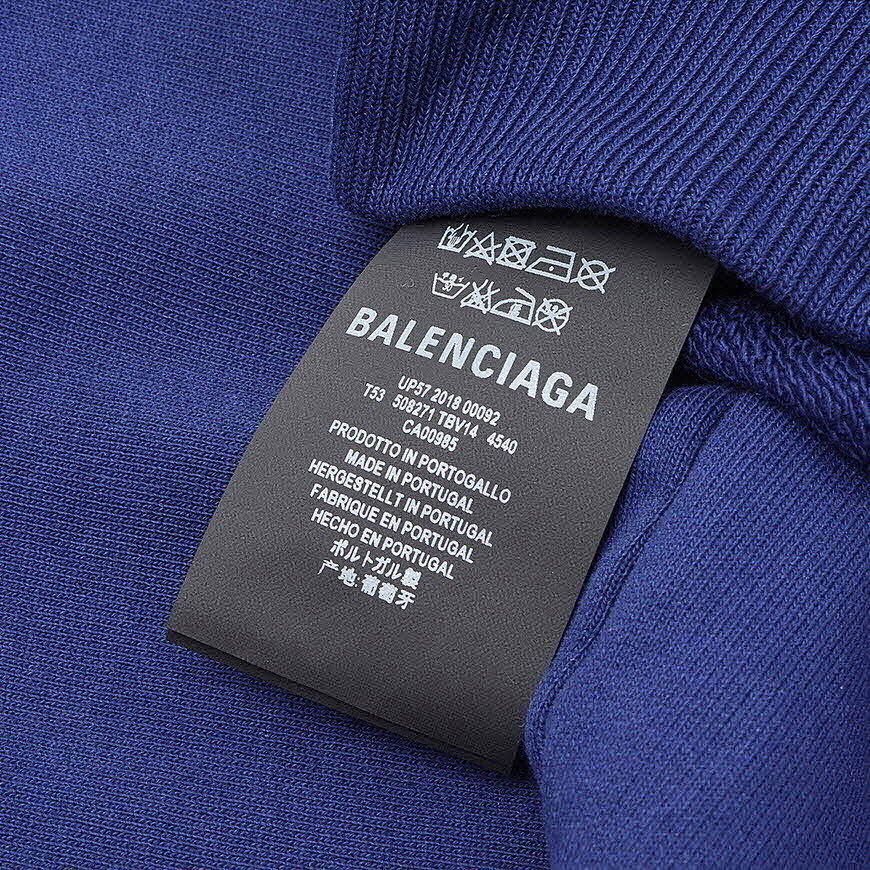 BALENCIAGA
UP57 2018 00092
T53 508271 TBV14 4540
CA00985
PRODOTTO IN PORTOGALLO
MADE IN PORTUGAL
HERGESTELLT IN PORTUGAL
FABRIQUE EN PORTUGAL
HECHO EN PORTUGAL
ポルトガル製
产地:葡萄牙